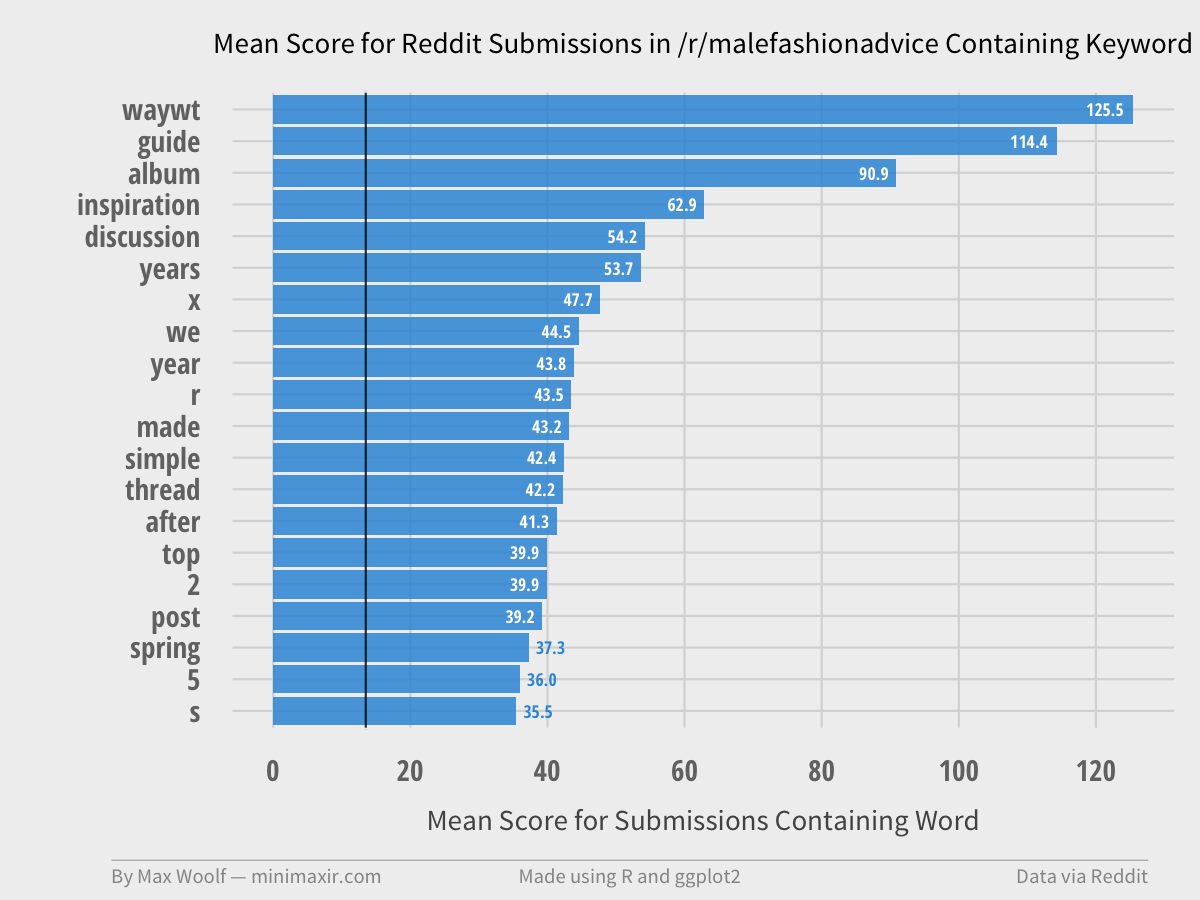 Mean Score for Reddit Submissions in /r/malefashionadvice Containing Keyword
waywt 125.5
guide 114.4
album 90.9
inspiration 62.9
discussion 54.2
years 53.7
x 47.7
we 44.5
year 43.8
r 43.5
made 43.2
simple 42.4
thread 42.2
after 41.3
top 39.9
2 39.9
post 39.2
spring 37.3
5 36.0
s 35.5
0 20 40 60 80 100 120
Mean Score for Submissions Containing Word
By Max Woolf — minimaxir.com Made using R and ggplot2 Data via Reddit